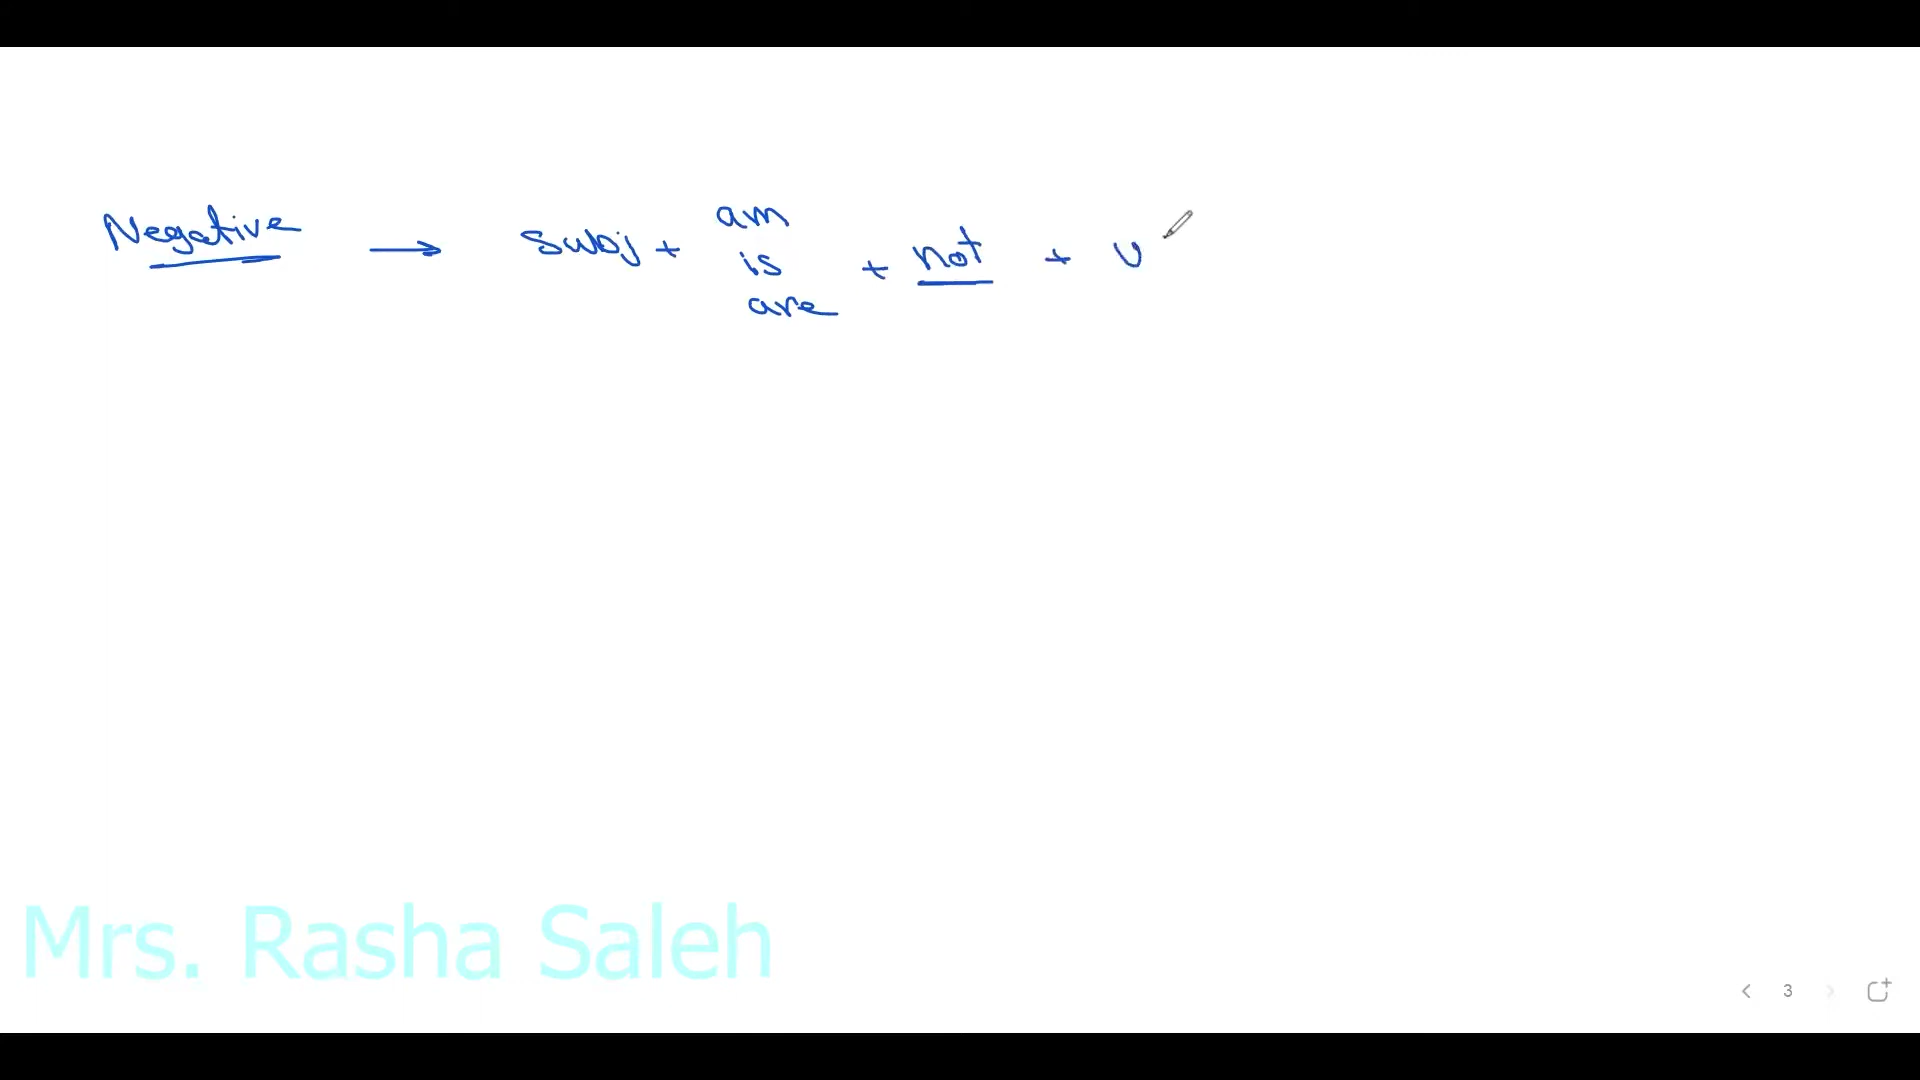 Negative → Subj + am is are + not + v
Mrs. Rasha Saleh
3